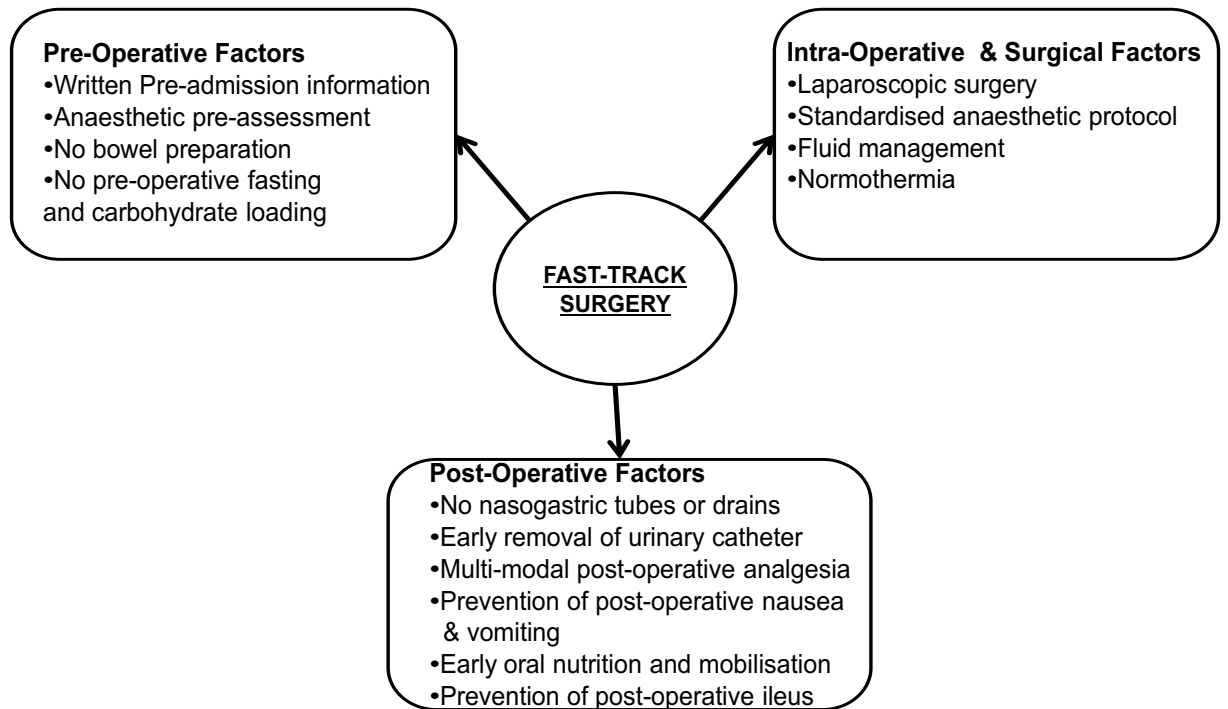 Pre-Operative Factors
•Written Pre-admission information
•Anaesthetic pre-assessment
•No bowel preparation
•No pre-operative fasting
and carbohydrate loading
Intra-Operative & Surgical Factors
•Laparoscopic surgery
•Standardised anaesthetic protocol
•Fluid management
•Normothermia
FAST-TRACK
SURGERY
Post-Operative Factors
•No nasogastric tubes or drains
•Early removal of urinary catheter
•Multi-modal post-operative analgesia
•Prevention of post-operative nausea
& vomiting
•Early oral nutrition and mobilisation
•Prevention of post-operative ileus